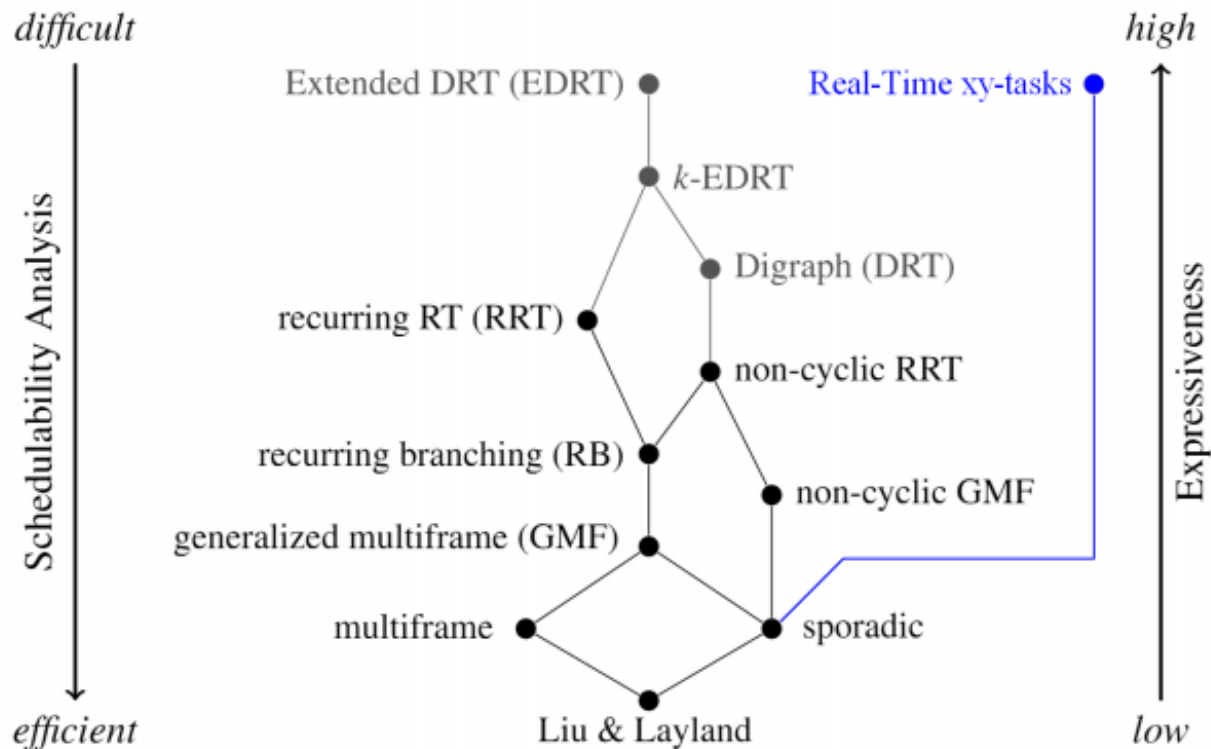 difficult
high
Extended DRT (EDRT)
Real-Time xy-tasks
k-EDRT
Digraph (DRT)
Schedulability Analysis
Expressiveness
recurring RT (RRT)
non-cyclic RRT
recurring branching (RB)
non-cyclic GMF
generalized multiframe (GMF)
multiframe
sporadic
efficient
Liu & Layland
low